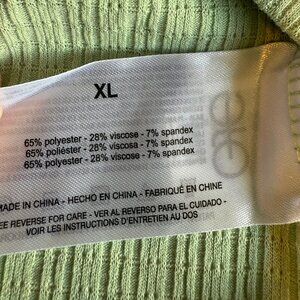 XL
65% polyester - 28% viscose - 7% spandex
65% poliéster - 28% viscosa - 7% spandex
65% polyester - 28% viscose - 7% spandex
MADE IN CHINA - HECHO EN CHINA - FABRIQUÉ EN CHINE
SEE REVERSE FOR CARE - VER AL REVERSO PARA EL CUIDADO -
VOIR LES INSTRUCTIONS D'ENTRETIEN AU DOS